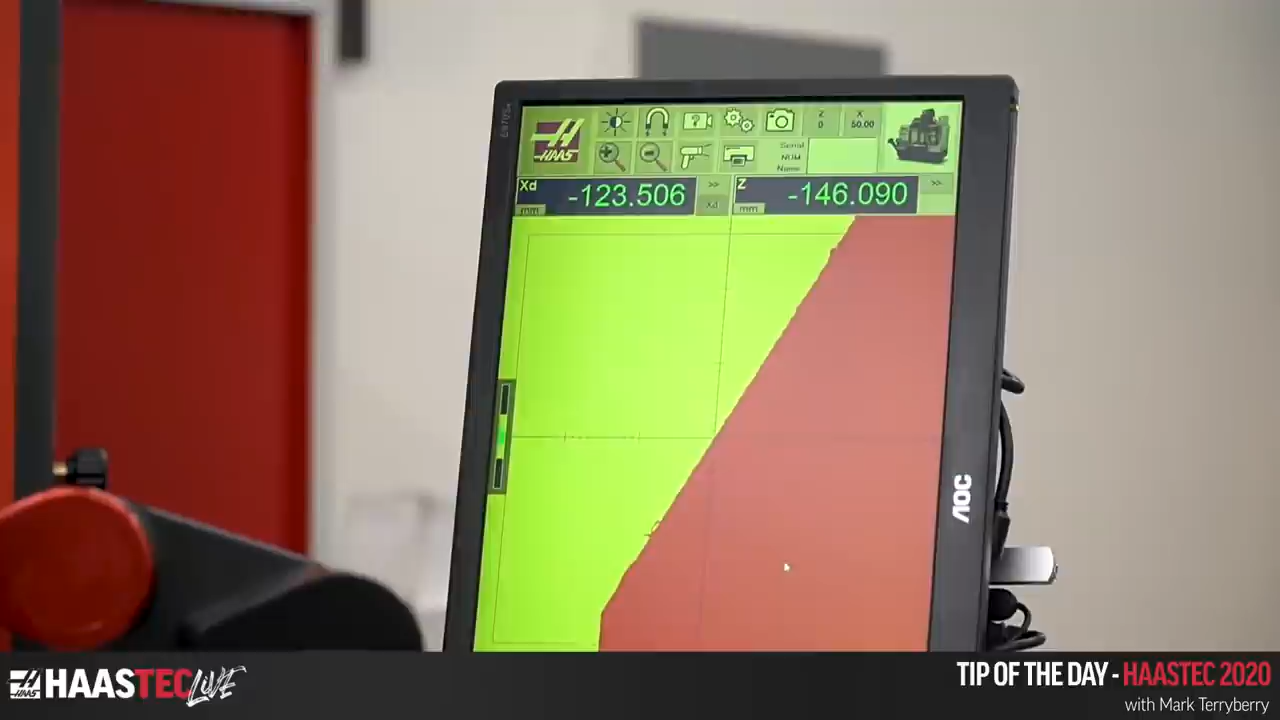 Z
0
X
50.00
HAAS
Serial
NUM
Name
Xd
-123.506
mm
>>
Xd
Z
-146.090
mm
>>
AOC
HAAS
HAASTEC LIVE
TIP OF THE DAY - HAASTEC 2020
with Mark Terryberry